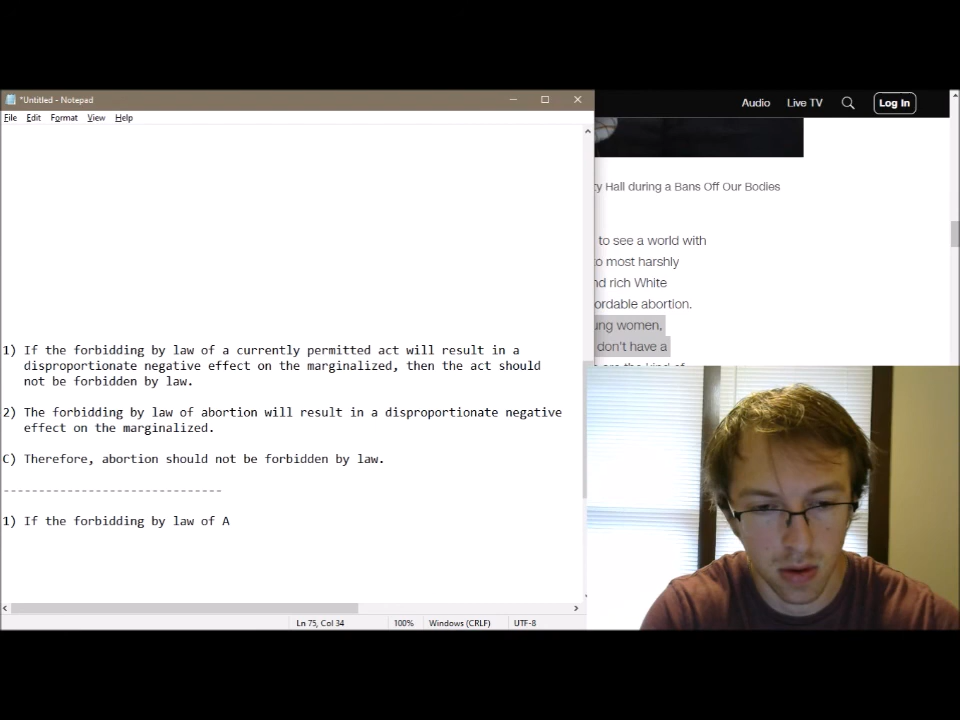 *Untitled - Notepad
File Edit Format View Help
Audio Live TV Log In
ty Hall during a Bans Off Our Bodies
to see a world with
o most harshly
nd rich White
ordable abortion.
ung women,
don't have a
1) If the forbidding by law of a currently permitted act will result in a
disproportionate negative effect on the marginalized, then the act should
not be forbidden by law.
2) The forbidding by law of abortion will result in a disproportionate negative
effect on the marginalized.
C) Therefore, abortion should not be forbidden by law.
-------------------------------
1) If the forbidding by law of A
Ln 75, Col 34 100% Windows (CRLF) UTF-8